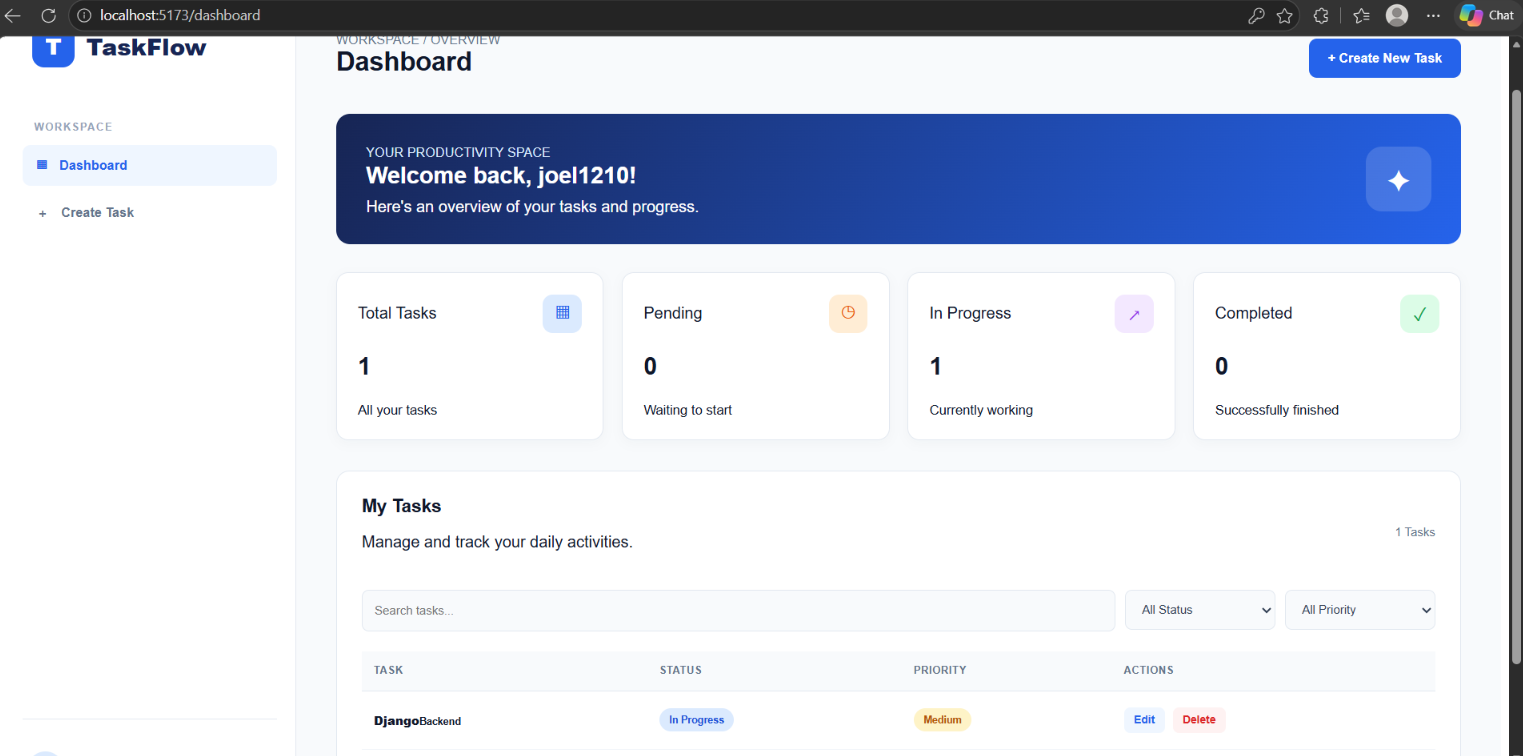 localhost:5173/dashboard
Chat
T TaskFlow
WORKSPACE
Dashboard
+ Create Task
WORKSPACE / OVERVIEW
Dashboard
+ Create New Task
YOUR PRODUCTIVITY SPACE
Welcome back, joel1210!
Here's an overview of your tasks and progress.
Total Tasks
1
All your tasks
Pending
0
Waiting to start
In Progress
1
Currently working
Completed
0
Successfully finished
My Tasks
Manage and track your daily activities.
1 Tasks
Search tasks...
All Status
All Priority
TASK STATUS PRIORITY ACTIONS
DjangoBackend In Progress Medium Edit Delete